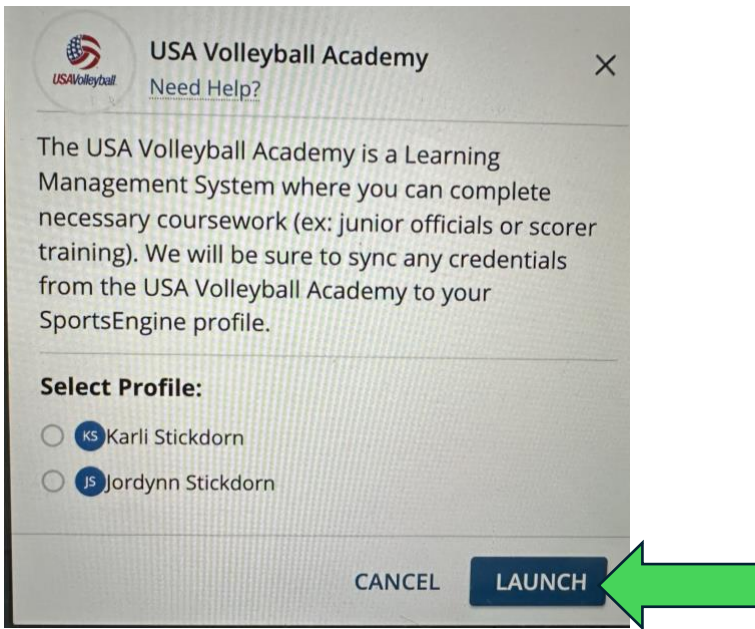 USA Volleyball Academy
USAVolleyball
Need Help?
The USA Volleyball Academy is a Learning
Management System where you can complete
necessary coursework (ex: junior officials or scorer
training). We will be sure to sync any credentials
from the USA Volleyball Academy to your
SportsEngine profile.
Select Profile:
KS Karli Stickdorn
JS Jordynn Stickdorn
CANCEL LAUNCH